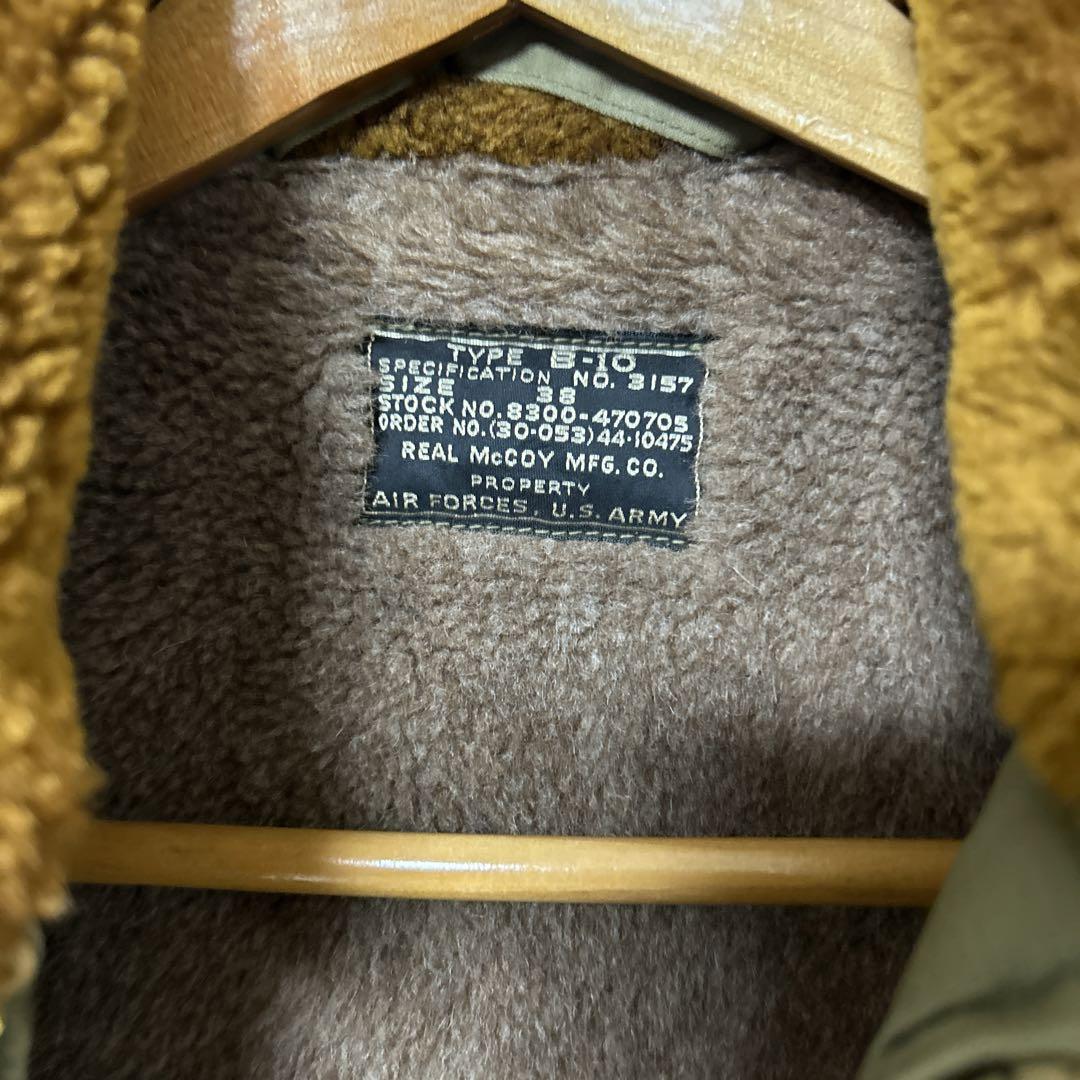 TYPE B-10
SPECIFICATION NO. 3157
SIZE 38
STOCK NO. 8300-470705
ORDER NO. (30-053) 44-10475
REAL McCOY MFG. CO.
PROPERTY
AIR FORCES, U.S. ARMY